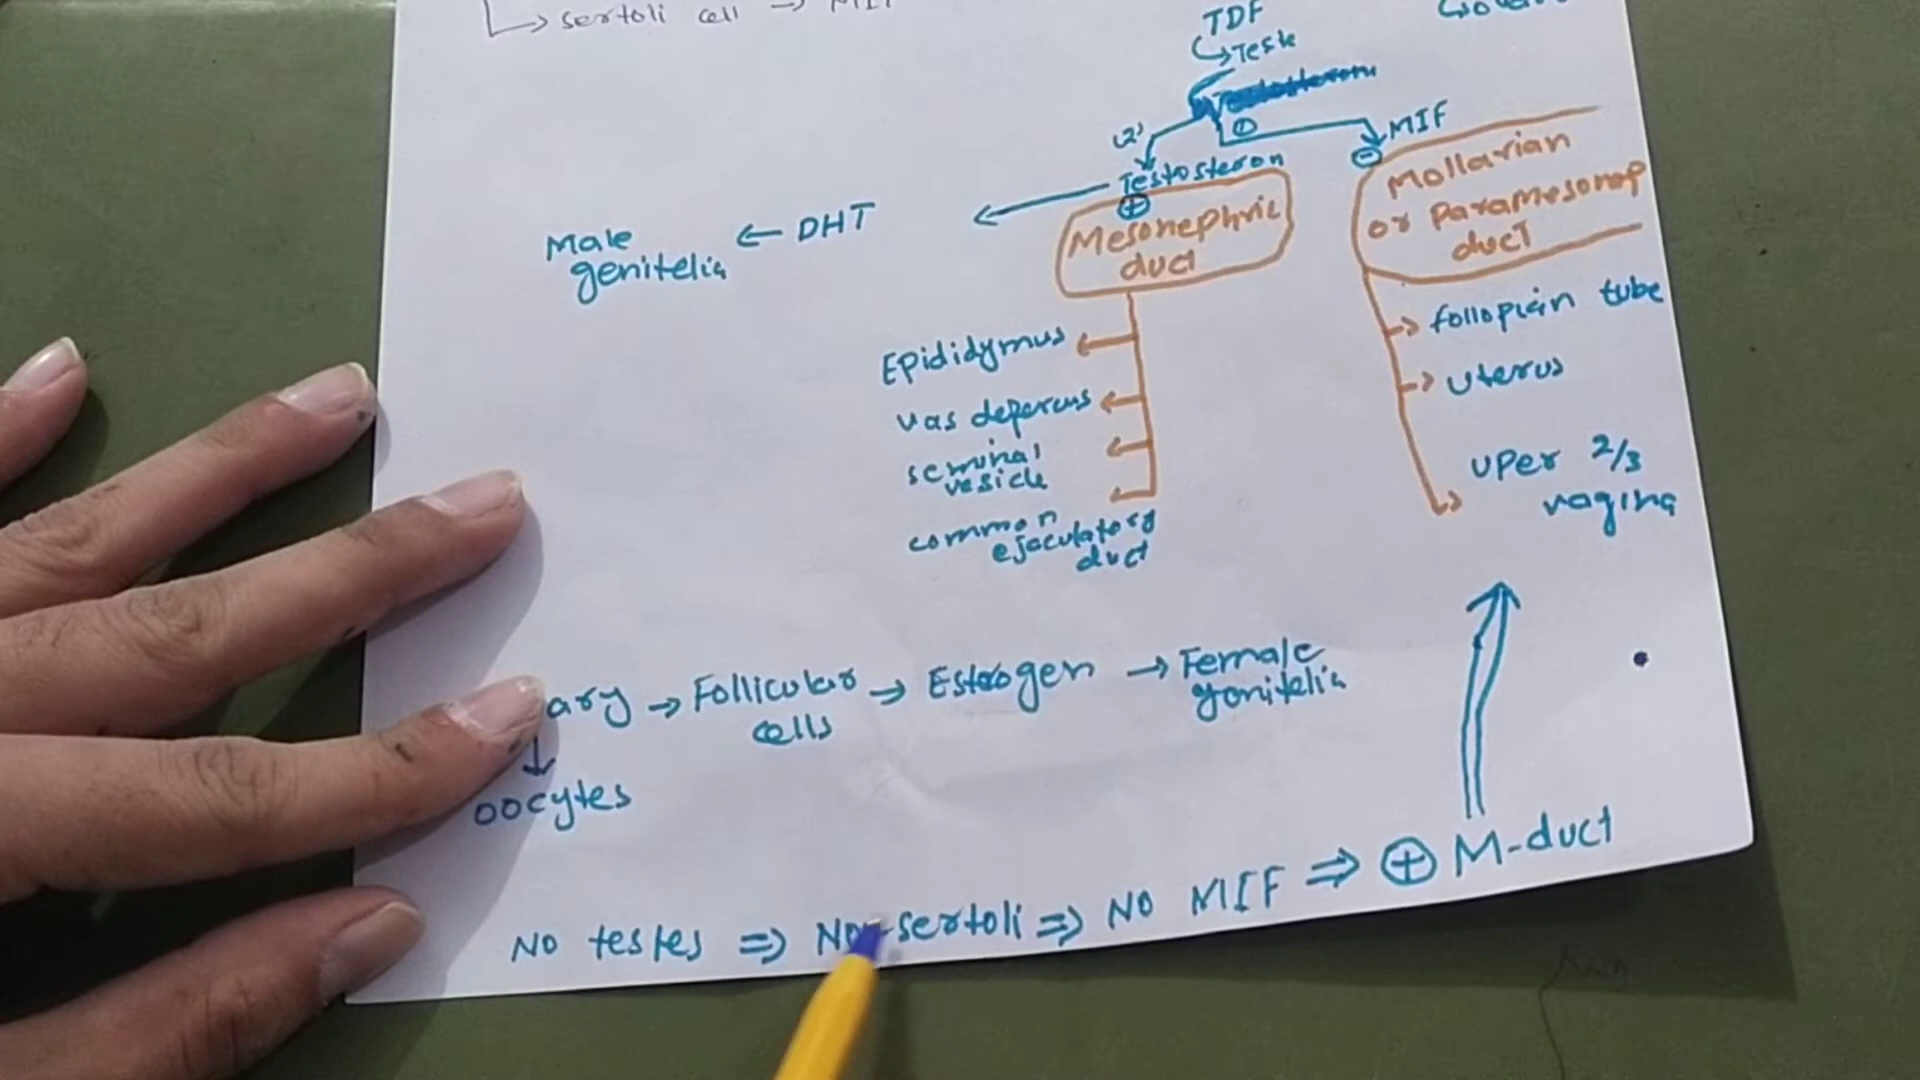 sertoli cell → MIF
TDF
Teste
MIF
(2)
①
Testosteron
⊕
⊖
Mesonephric
duct
Mollarian
or Paramesonep
duct
Male
genitelia
← DHT
Epididymus
vas deparens
seminal
vesicle
common
ejaculatory
duct
follopian tube
uterus
uper 2/3
vagina
ary → Follicular
cells
→ Estrogen → Female
genitelia
oocytes
NO testes ⇒ No sertoli ⇒ NO MIF ⇒ ⊕ M-duct